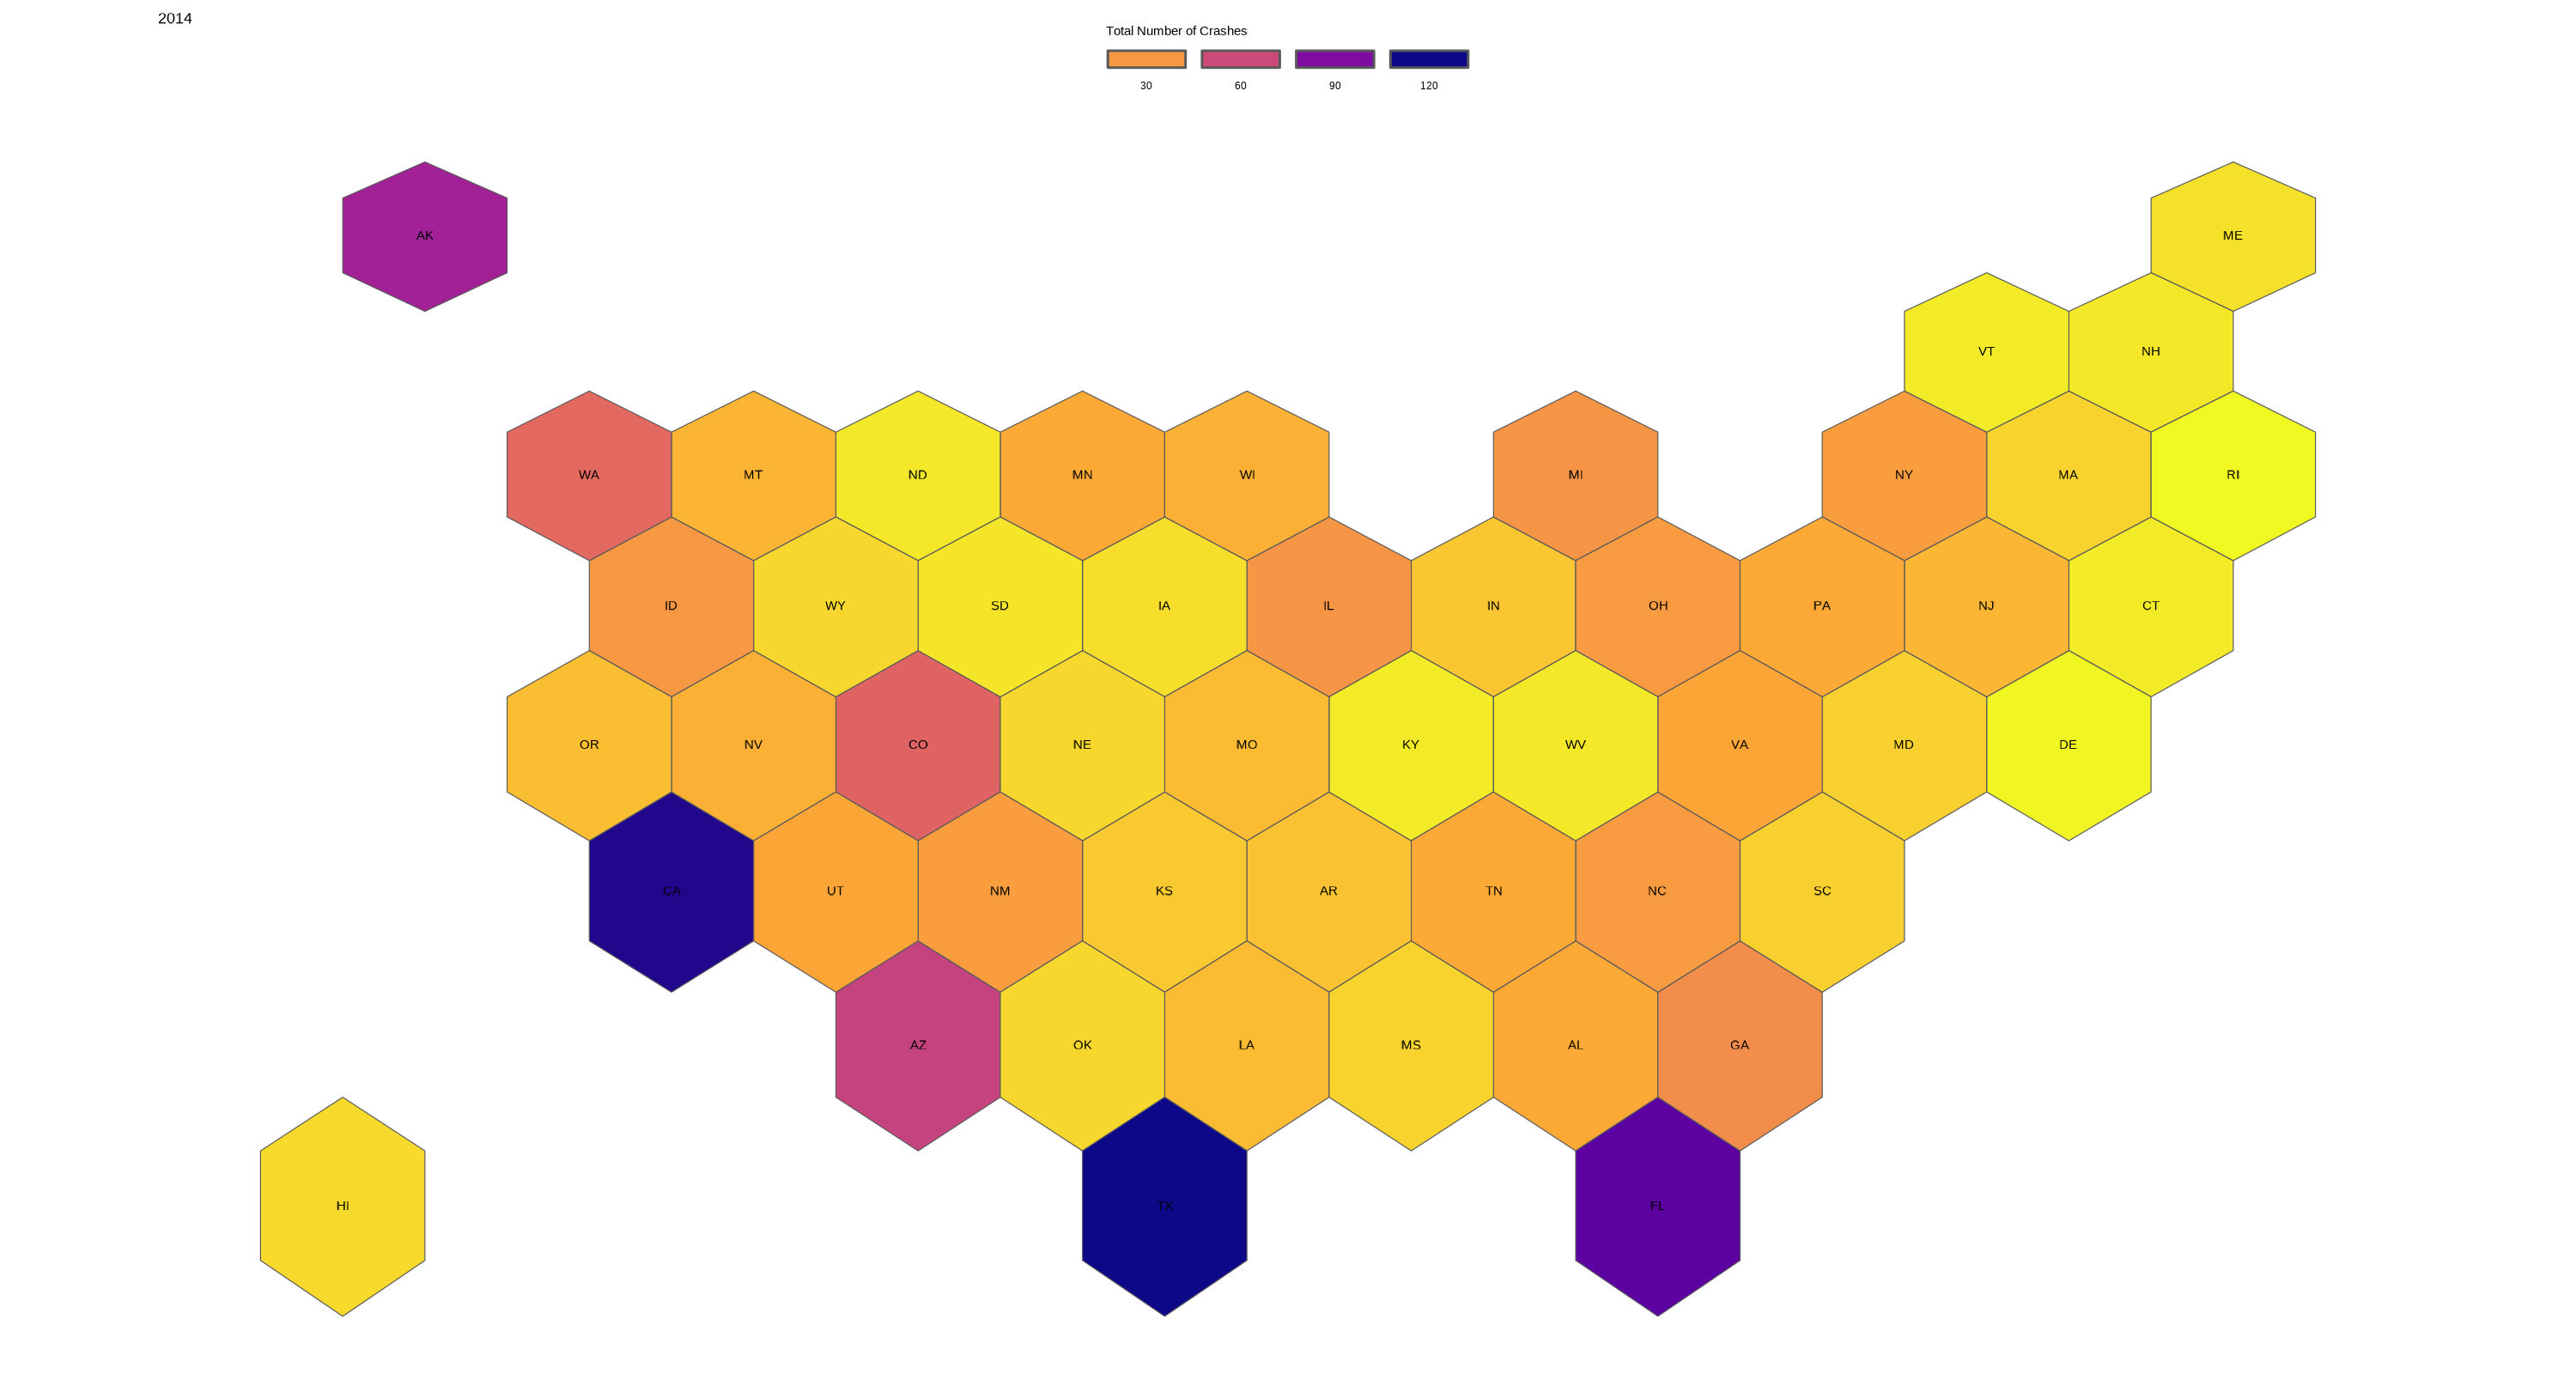 2014
Total Number of Crashes
30 60 90 120
AK ME
VT NH
WA MT ND MN WI MI NY MA RI
ID WY SD IA IL IN OH PA NJ CT
OR NV CO NE MO KY WV VA MD DE
CA UT NM KS AR TN NC SC
AZ OK LA MS AL GA
HI TX FL